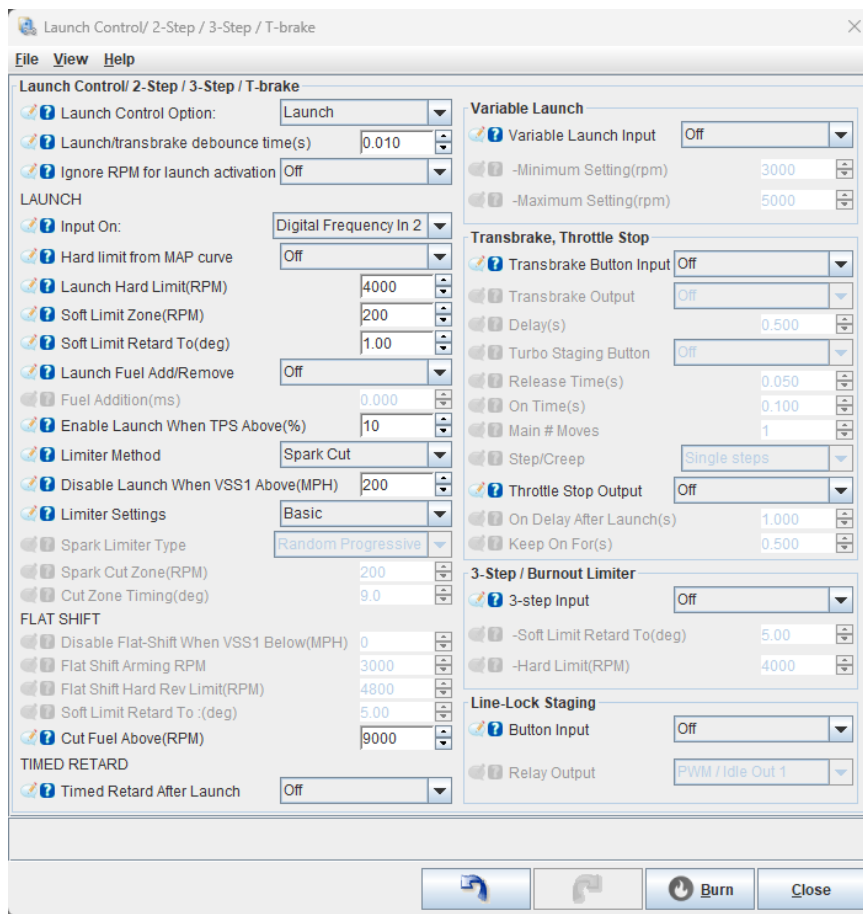 Launch Control/ 2-Step / 3-Step / T-brake
File View Help
Launch Control/ 2-Step / 3-Step / T-brake
Launch Control Option: Launch
Launch/transbrake debounce time(s) 0.010
Ignore RPM for launch activation Off
LAUNCH
Input On: Digital Frequency In 2
Hard limit from MAP curve Off
Launch Hard Limit(RPM) 4000
Soft Limit Zone(RPM) 200
Soft Limit Retard To(deg) 1.00
Launch Fuel Add/Remove Off
Fuel Addition(ms) 0.000
Enable Launch When TPS Above(%) 10
Limiter Method Spark Cut
Disable Launch When VSS1 Above(MPH) 200
Limiter Settings Basic
Spark Limiter Type Random Progressive
Spark Cut Zone(RPM) 200
Cut Zone Timing(deg) 9.0
FLAT SHIFT
Disable Flat-Shift When VSS1 Below(MPH) 0
Flat Shift Arming RPM 3000
Flat Shift Hard Rev Limit(RPM) 4800
Soft Limit Retard To :(deg) 5.00
Cut Fuel Above(RPM) 9000
TIMED RETARD
Timed Retard After Launch Off
Variable Launch
Variable Launch Input Off
-Minimum Setting(rpm) 3000
-Maximum Setting(rpm) 5000
Transbrake, Throttle Stop
Transbrake Button Input Off
Transbrake Output Off
Delay(s) 0.500
Turbo Staging Button Off
Release Time(s) 0.050
On Time(s) 0.100
Main # Moves 1
Step/Creep Single steps
Throttle Stop Output Off
On Delay After Launch(s) 1.000
Keep On For(s) 0.500
3-Step / Burnout Limiter
3-step Input Off
-Soft Limit Retard To(deg) 5.00
-Hard Limit(RPM) 4000
Line-Lock Staging
Button Input Off
Relay Output PWM / Idle Out 1
Burn Close